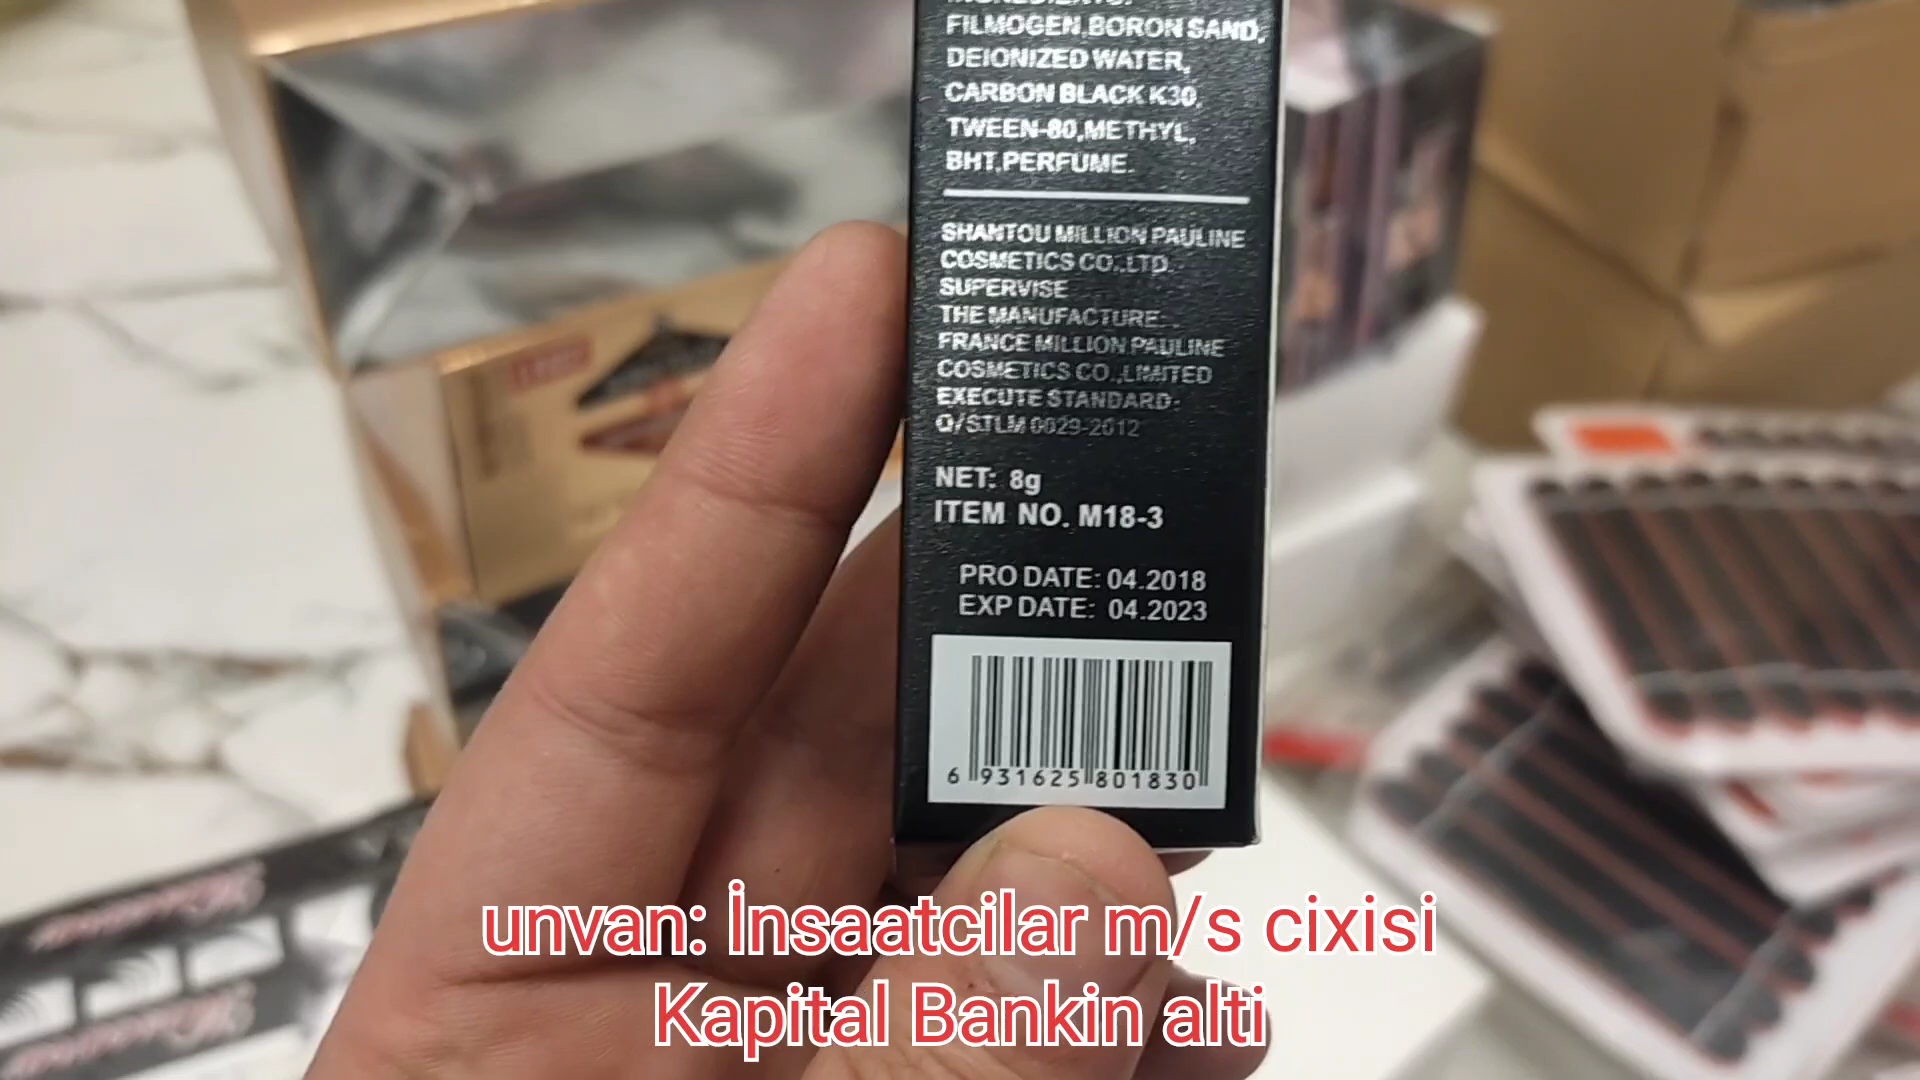 FILMOGEN,BORON SAND,
DEIONIZED WATER,
CARBON BLACK K30,
TWEEN-80,METHYL,
BHT,PERFUME.
SHANTOU MILLION PAULINE
COSMETICS CO.,LTD.
SUPERVISE
THE MANUFACTURE:
FRANCE MILLION PAULINE
COSMETICS CO.,LIMITED
EXECUTE STANDARD:
Q/STLM 0029-2012
NET: 8g
ITEM NO. M18-3
PRO DATE: 04.2018
EXP DATE: 04.2023
6 931625 801830
unvan: İnsaatcilar m/s cixisi
Kapital Bankin alti